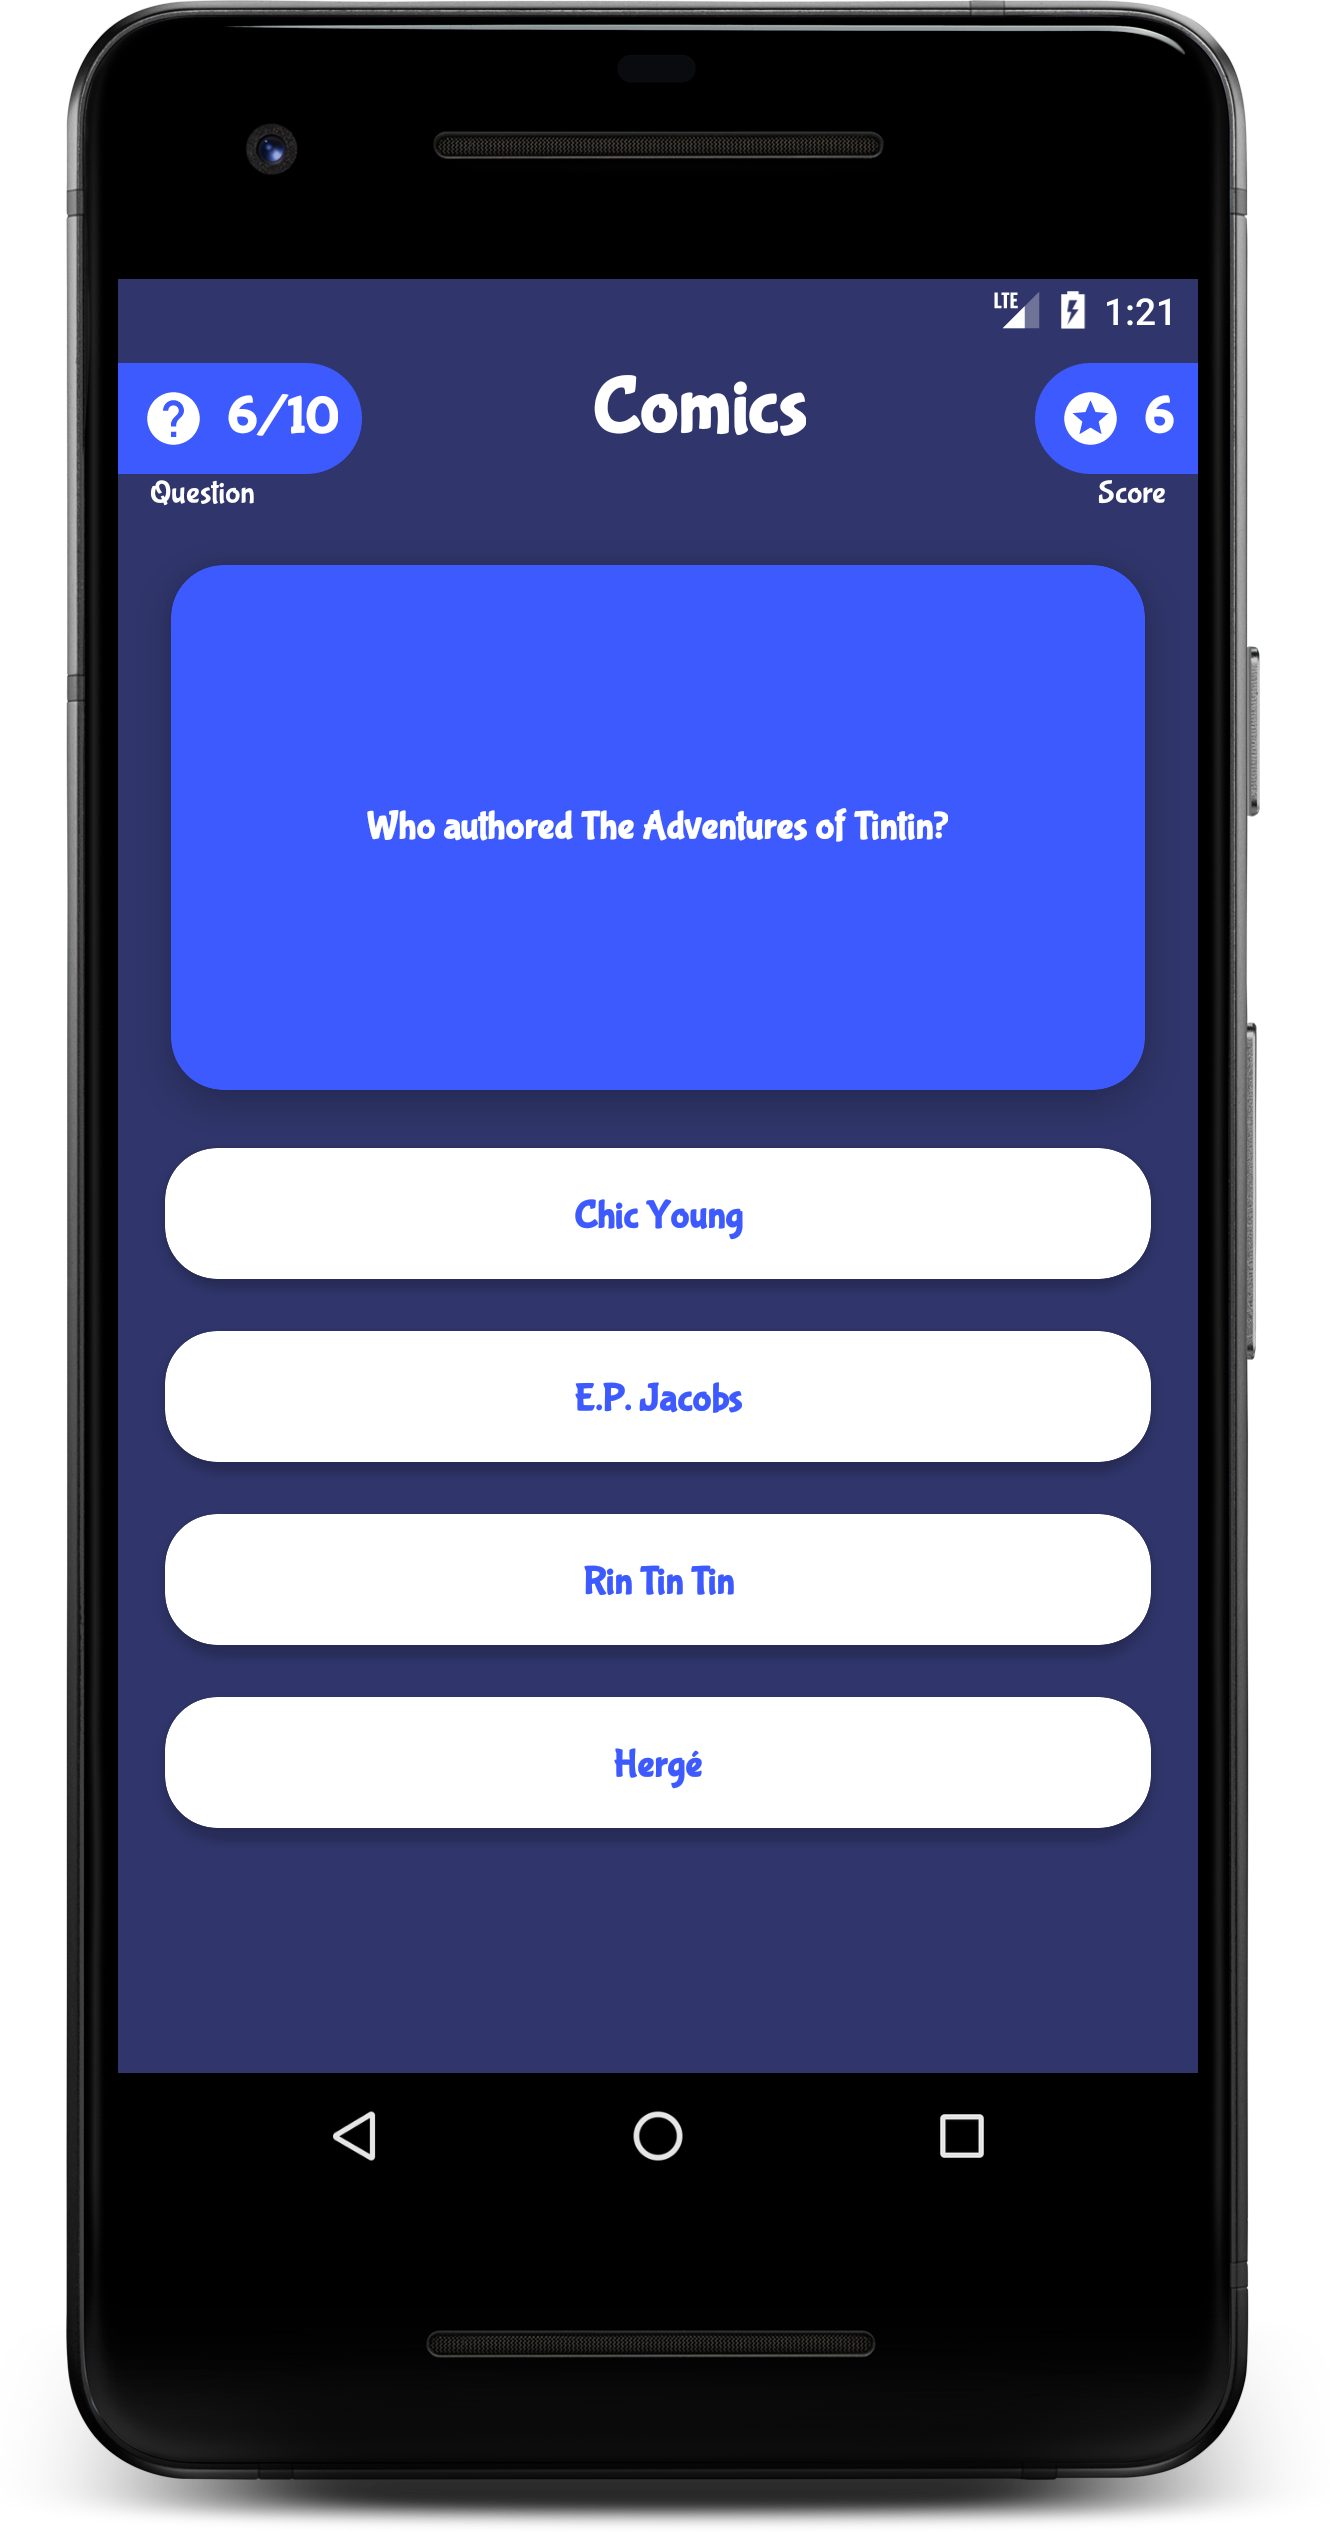 LTE 1:21
6/10 Comics 6
Question Score
Who authored The Adventures of Tintin?
Chic Young
E.P. Jacobs
Rin Tin Tin
Hergé